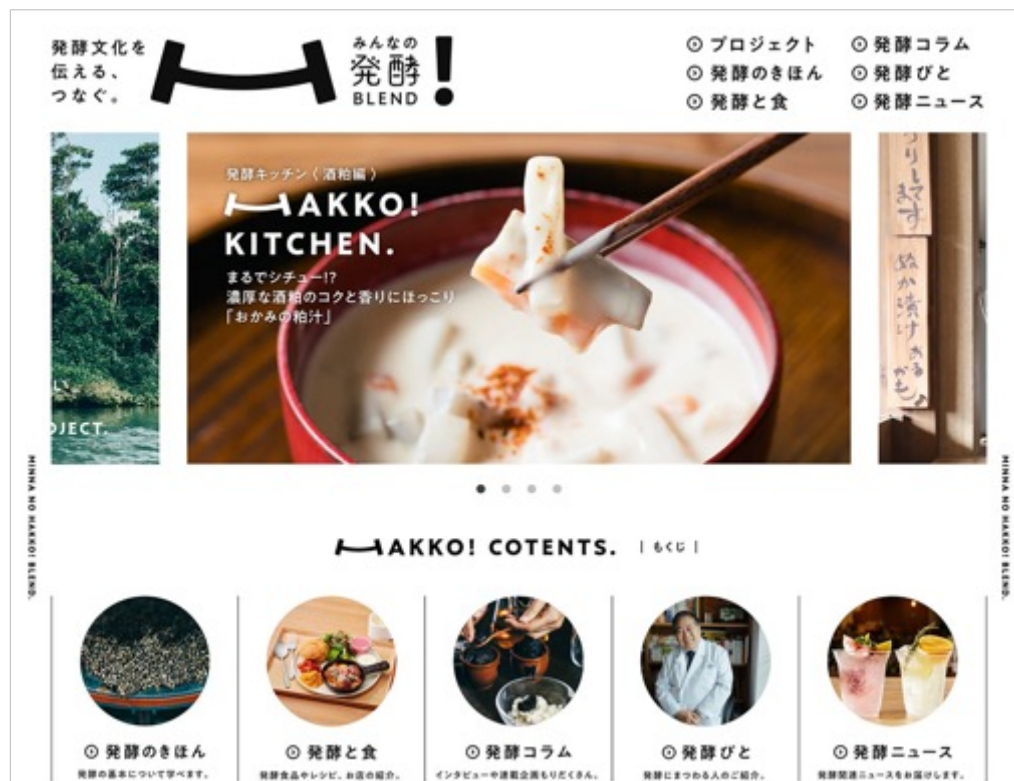 発酵文化を
伝える、
つなぐ。
みんなの
発酵
BLEND
プロジェクト
発酵のきほん
発酵と食
発酵コラム
発酵びと
発酵ニュース
OJECT.
発酵キッチン〈酒粕編〉
HAKKO!
KITCHEN.
まるでシチュー!?
濃厚な酒粕のコクと香りにほっこり
「おかみの粕汁」
ぬか漬け
MINNA NO HAKKO! BLEND.
MINNA NO HAKKO! BLEND.
HAKKO! COTENTS. | もくじ |
発酵のきほん
発酵の基本について学べます。
発酵と食
発酵食品やレシピ、お店の紹介。
発酵コラム
インタビューや連載企画もりだくさん。
発酵びと
発酵にまつわる人のご紹介。
発酵ニュース
発酵関連ニュースをお届けします。